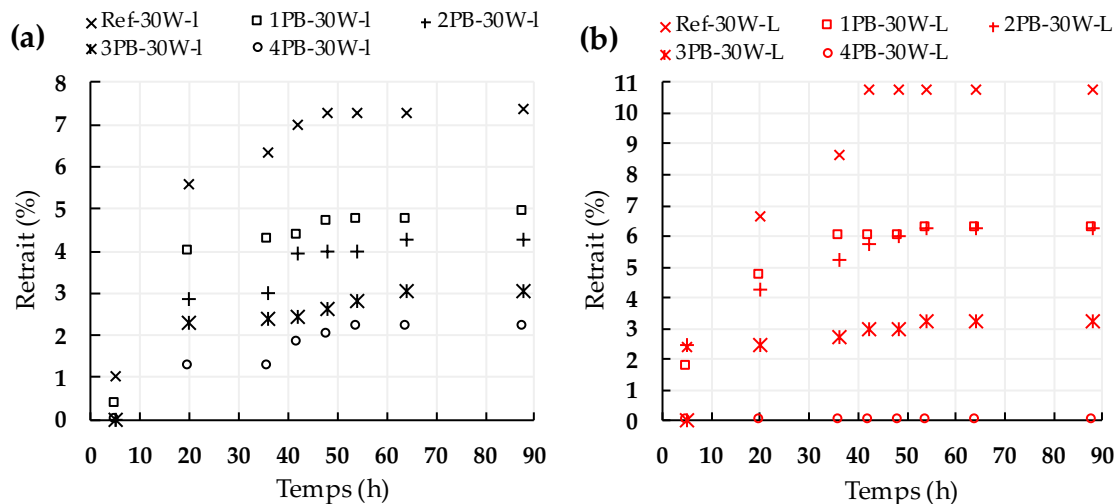 (a)
Ref-30W-l 1PB-30W-l 2PB-30W-l
3PB-30W-l 4PB-30W-l
8
7
6
5
4
3
2
1
0
Retrait (%)
0 10 20 30 40 50 60 70 80 90
Temps (h)
(b)
Ref-30W-L 1PB-30W-L 2PB-30W-L
3PB-30W-L 4PB-30W-L
11
10
9
8
7
6
5
4
3
2
1
0
Retrait (%)
0 10 20 30 40 50 60 70 80 90
Temps (h)